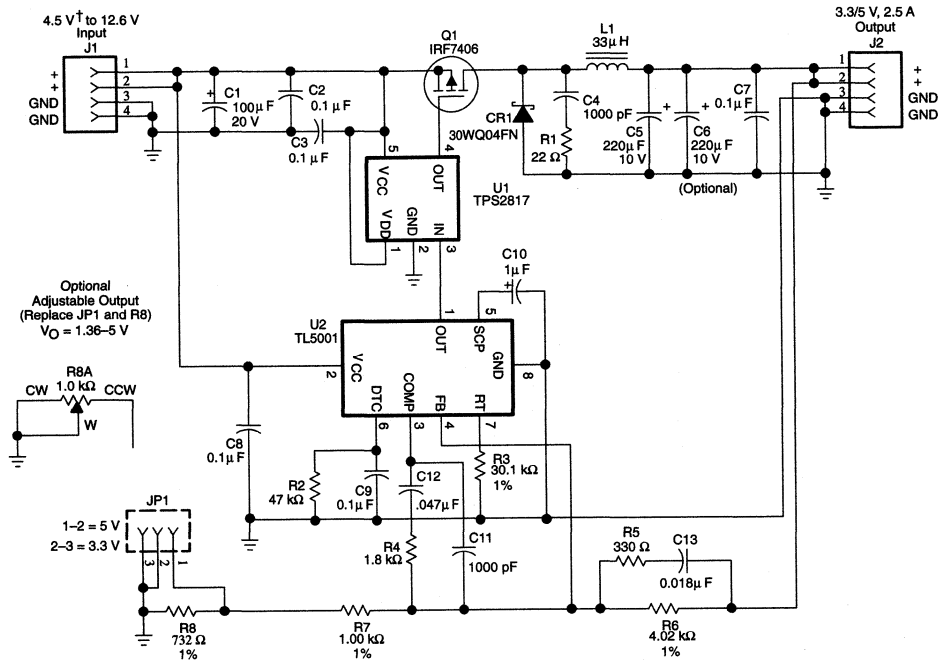 4.5 V† to 12.6 V
Input
J1
+
+
GND
GND
1
2
3
4
C1
100μF
20 V
C2
0.1 μF
C3
0.1 μF
Q1
IRF7406
5
4
VCC
OUT
VDD
GND
IN
1
2
3
U1
TPS2817
CR1
30WQ04FN
C4
1000 pF
R1
22 Ω
L1
33μH
C5
220μF
10 V
C6
220μF
10 V
(Optional)
C7
0.1μF
3.3/5 V, 2.5 A
Output
J2
1
2
3
4
+
+
GND
GND
Optional
Adjustable Output
(Replace JP1 and R8)
VO = 1.36–5 V
R8A
1.0 kΩ
CW
CCW
W
C10
1μF
+
U2
TL5001
1
5
OUT
SCP
2
VCC
GND
8
DTC
COMP
FB
RT
6
3
4
7
C8
0.1μF
R2
47 kΩ
C9
0.1μF
C12
.047μF
R3
30.1 kΩ
1%
R4
1.8 kΩ
C11
1000 pF
R5
330 Ω
C13
0.018μF
JP1
1–2 = 5 V
2–3 = 3.3 V
3
2
1
R8
732 Ω
1%
R7
1.00 kΩ
1%
R6
4.02 kΩ
1%